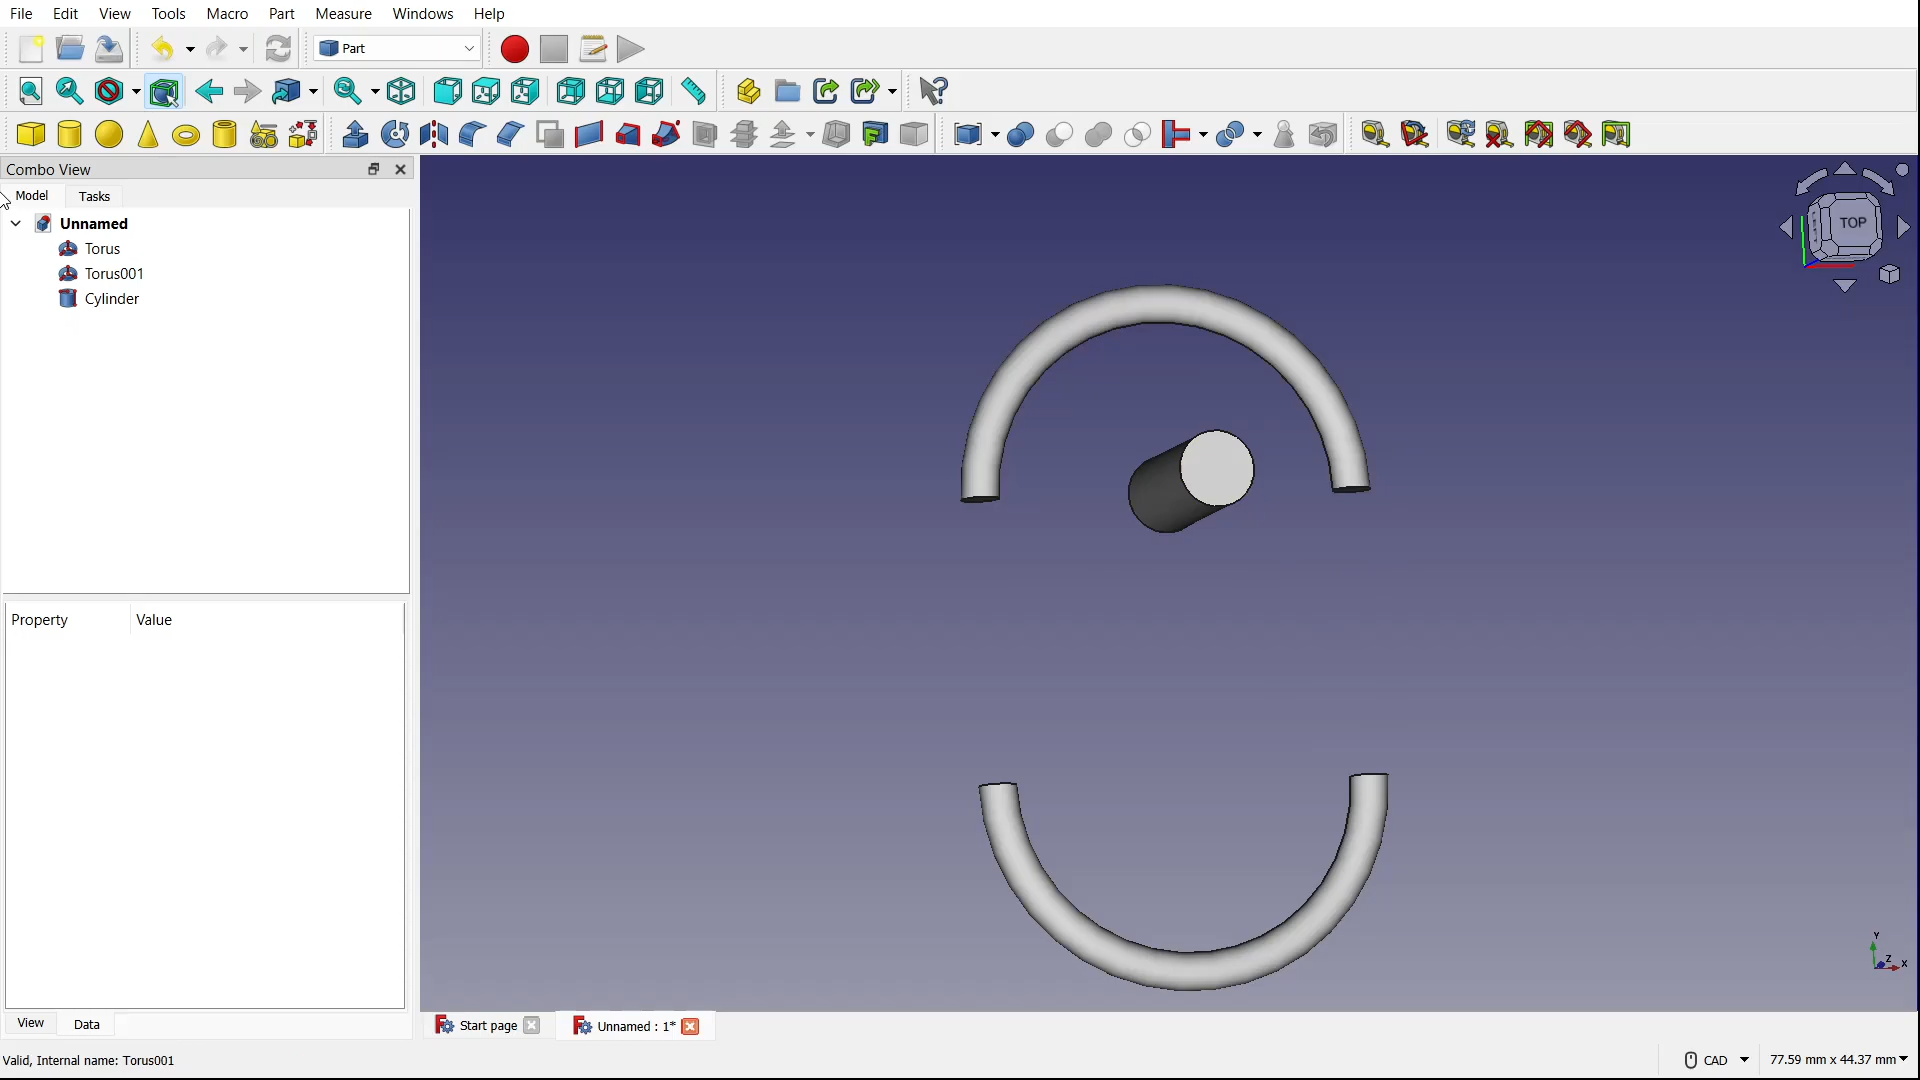 File Edit View Tools Macro Part Measure Windows Help
Part
Combo View
Model Tasks
Unnamed
Torus
Torus001
Cylinder
TOP
Property Value
Y
Z X
View Data
Start page
Unnamed : 1*
Valid, Internal name: Torus001
CAD
77.59 mm x 44.37 mm